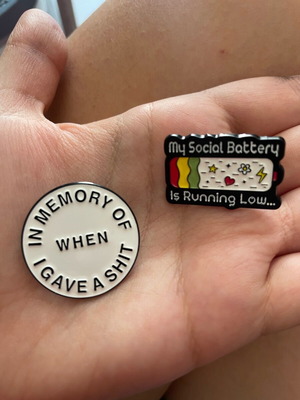 My Social Battery
Is Running Low...
IN MEMORY OF
WHEN
I GAVE A SHIT